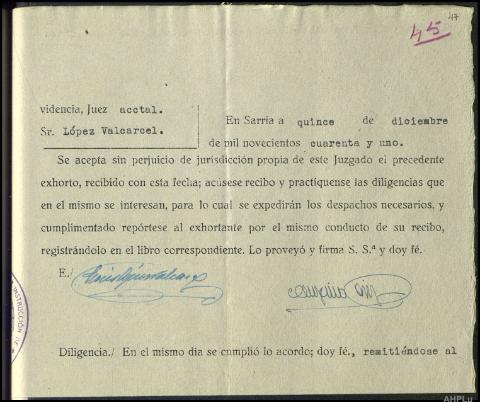 47
45
videncia, Juez acctal.
Sr. López Valcarcel.
En Sarria a quince de diciembre
de mil novecientos cuarenta y uno.
Se acepta sin perjuicio de jurisdicción propia de este Juzgado el precedente
exhorto, recibido con esta fecha; acúsese recibo y practíquense las diligencias que
en el mismo se interesan, para lo cual se expedirán los despachos necesarios, y
cumplimentado repórtese al exhortante por el mismo conducto de su recibo,
registrándolo en el libro correspondiente. Lo proveyó y firma S. S.ª y doy fé.
E./
INSTRUCCIÓN DE
Diligencia./ En el mismo dia se cumplió lo acordo; doy fé., remitiéndose al
AHPLu